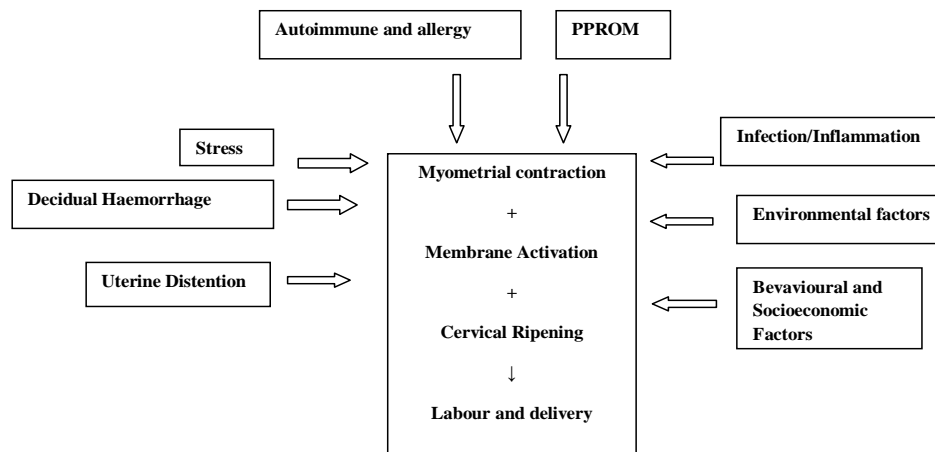 Autoimmune and allergy
PPROM
Stress
Infection/Inflammation
Decidual Haemorrhage
Environmental factors
Uterine Distention
Bevavioural and
Socioeconomic
Factors
Myometrial contraction
+
Membrane Activation
+
Cervical Ripening
↓
Labour and delivery